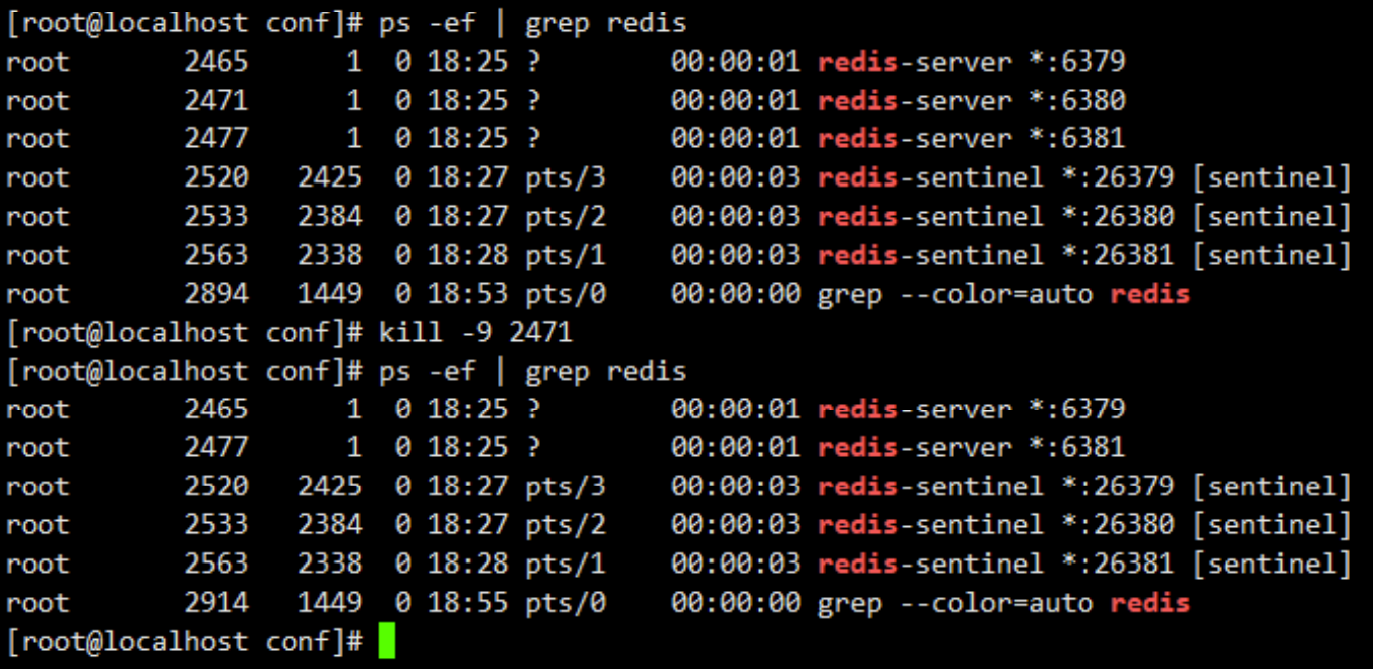 [root@localhost conf]# ps -ef | grep redis
root       2465      1  0 18:25 ?        00:00:01 redis-server *:6379
root       2471      1  0 18:25 ?        00:00:01 redis-server *:6380
root       2477      1  0 18:25 ?        00:00:01 redis-server *:6381
root       2520   2425  0 18:27 pts/3    00:00:03 redis-sentinel *:26379 [sentinel]
root       2533   2384  0 18:27 pts/2    00:00:03 redis-sentinel *:26380 [sentinel]
root       2563   2338  0 18:28 pts/1    00:00:03 redis-sentinel *:26381 [sentinel]
root       2894   1449  0 18:53 pts/0    00:00:00 grep --color=auto redis
[root@localhost conf]# kill -9 2471
[root@localhost conf]# ps -ef | grep redis
root       2465      1  0 18:25 ?        00:00:01 redis-server *:6379
root       2477      1  0 18:25 ?        00:00:01 redis-server *:6381
root       2520   2425  0 18:27 pts/3    00:00:03 redis-sentinel *:26379 [sentinel]
root       2533   2384  0 18:27 pts/2    00:00:03 redis-sentinel *:26380 [sentinel]
root       2563   2338  0 18:28 pts/1    00:00:03 redis-sentinel *:26381 [sentinel]
root       2914   1449  0 18:55 pts/0    00:00:00 grep --color=auto redis
[root@localhost conf]#